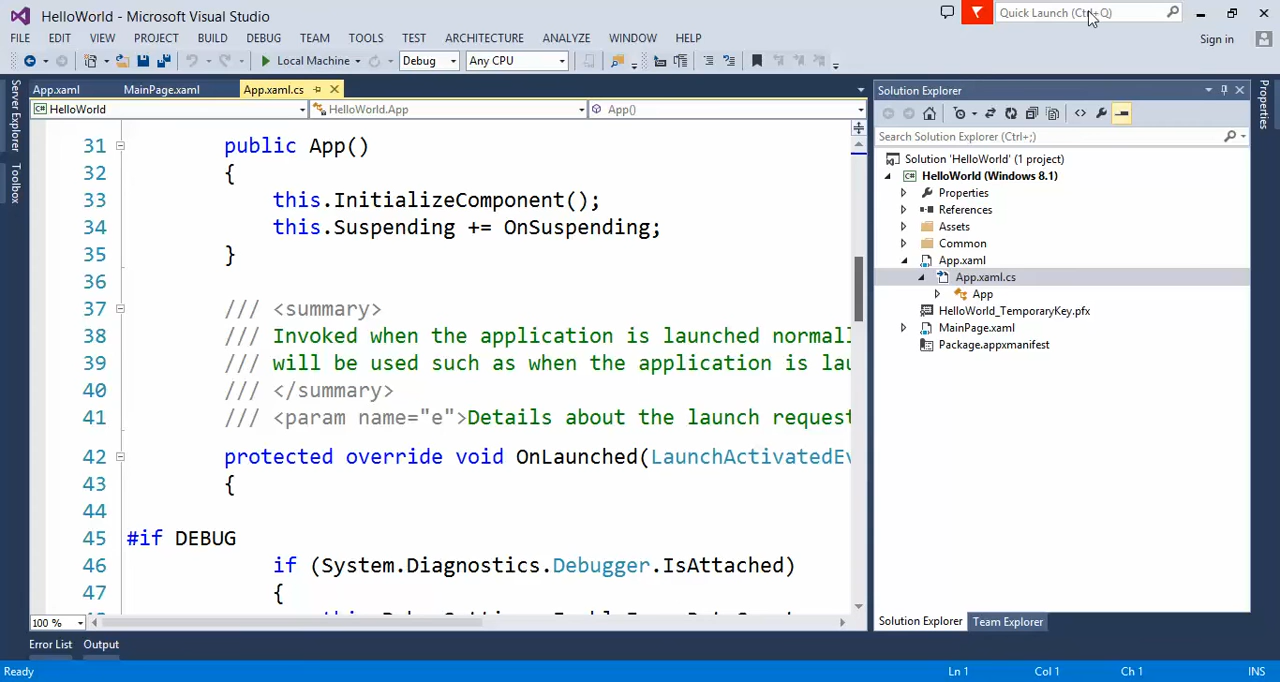 HelloWorld - Microsoft Visual Studio
Quick Launch (Ctrl+Q)
FILE EDIT VIEW PROJECT BUILD DEBUG TEAM TOOLS TEST ARCHITECTURE ANALYZE WINDOW HELP
Sign in
Local Machine Debug Any CPU
App.xaml MainPage.xaml App.xaml.cs
HelloWorld HelloWorld.App App()
Server Explorer
Toolbox
31 public App()
32 {
33 this.InitializeComponent();
34 this.Suspending += OnSuspending;
35 }
36
37 /// <summary>
38 /// Invoked when the application is launched normall
39 /// will be used such as when the application is lau
40 /// </summary>
41 /// <param name="e">Details about the launch request
42 protected override void OnLaunched(LaunchActivatedEv
43 {
44
45 #if DEBUG
46 if (System.Diagnostics.Debugger.IsAttached)
47 {
100 %
Solution Explorer
Search Solution Explorer (Ctrl+;)
Solution 'HelloWorld' (1 project)
HelloWorld (Windows 8.1)
Properties
References
Assets
Common
App.xaml
App.xaml.cs
App
HelloWorld_TemporaryKey.pfx
MainPage.xaml
Package.appxmanifest
Solution Explorer Team Explorer
Properties
Error List Output
Ready Ln 1 Col 1 Ch 1 INS